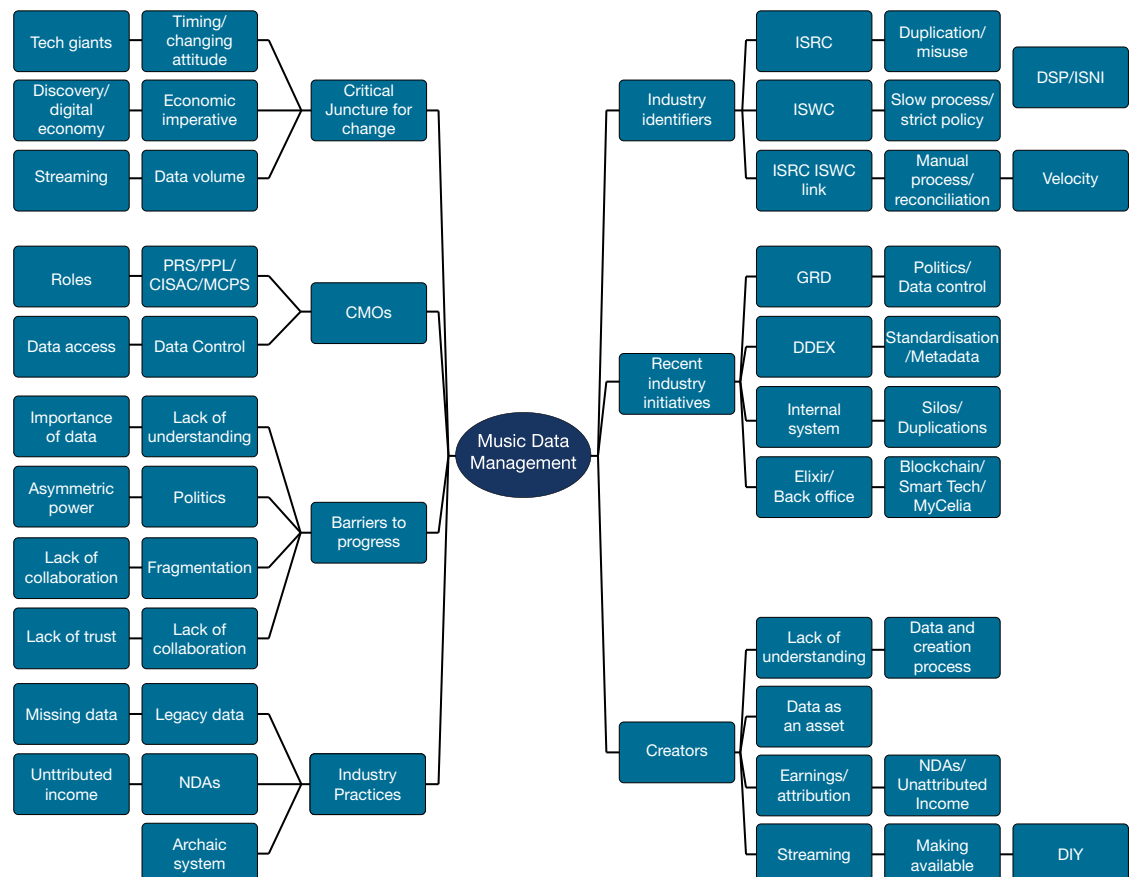 Tech giants
Timing/
changing
attitude
Discovery/
digital
economy
Economic
imperative
Streaming
Data volume
Critical
Juncture for
change
Roles
PRS/PPL/
CISAC/MCPS
Data access
Data Control
CMOs
Importance
of data
Lack of
understanding
Asymmetric
power
Politics
Lack of
collaboration
Fragmentation
Lack of trust
Lack of
collaboration
Barriers to
progress
Missing data
Legacy data
Unttributed
income
NDAs
Archaic
system
Industry
Practices
Music Data
Management
Industry
identifiers
ISRC
Duplication/
misuse
DSP/ISNI
ISWC
Slow process/
strict policy
ISRC ISWC
link
Manual
process/
reconciliation
Velocity
Recent
industry
initiatives
GRD
Politics/
Data control
DDEX
Standardisation
/Metadata
Internal
system
Silos/
Duplications
Elixir/
Back office
Blockchain/
Smart Tech/
MyCelia
Creators
Lack of
understanding
Data and
creation
process
Data as
an asset
Earnings/
attribution
NDAs/
Unattributed
Income
Streaming
Making
available
DIY